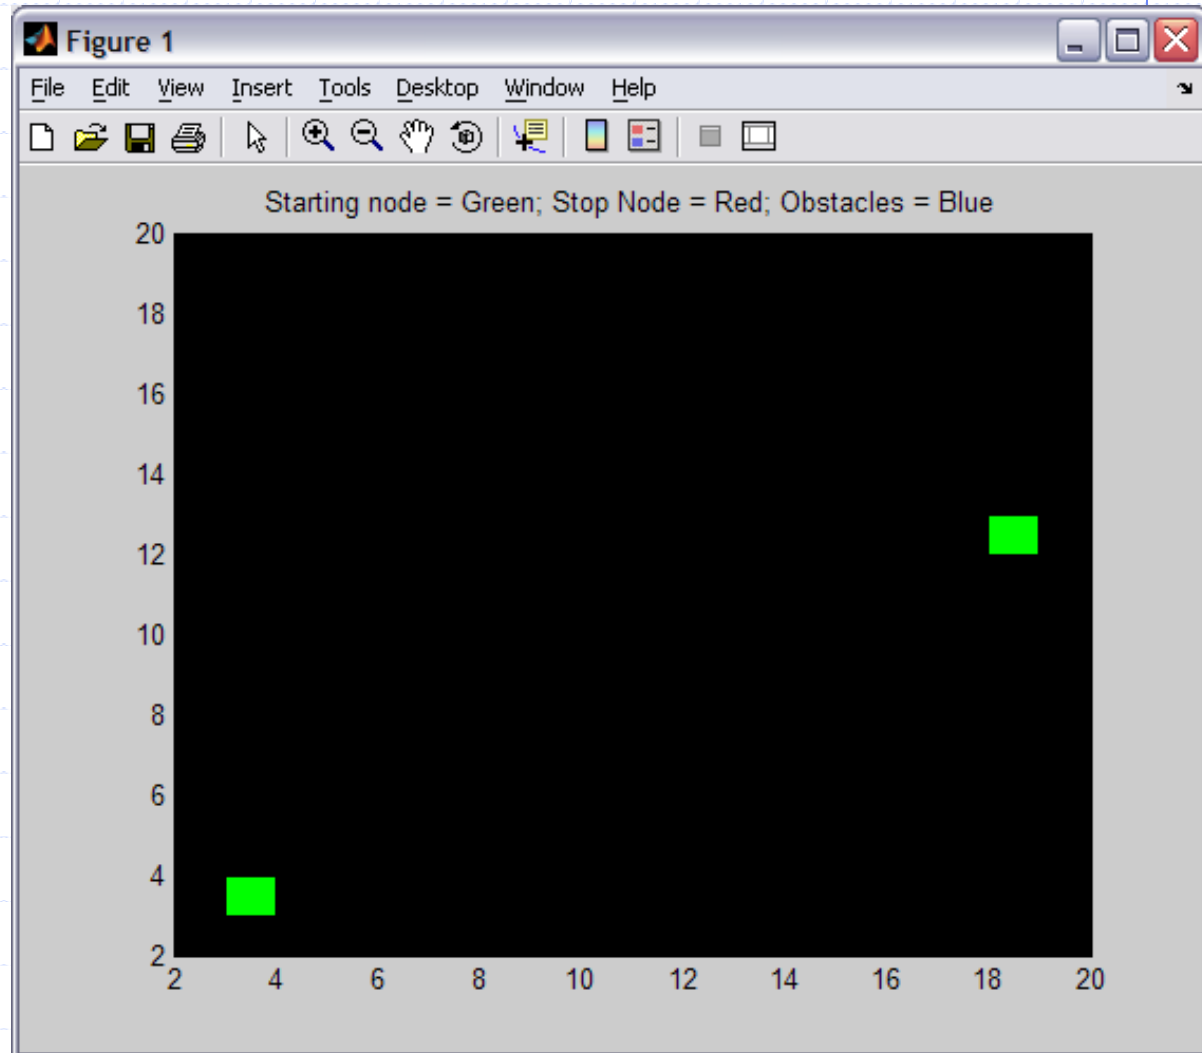 Figure 1
File Edit View Insert Tools Desktop Window Help
Starting node = Green; Stop Node = Red; Obstacles = Blue
20
18
16
14
12
10
8
6
4
2
2 4 6 8 10 12 14 16 18 20